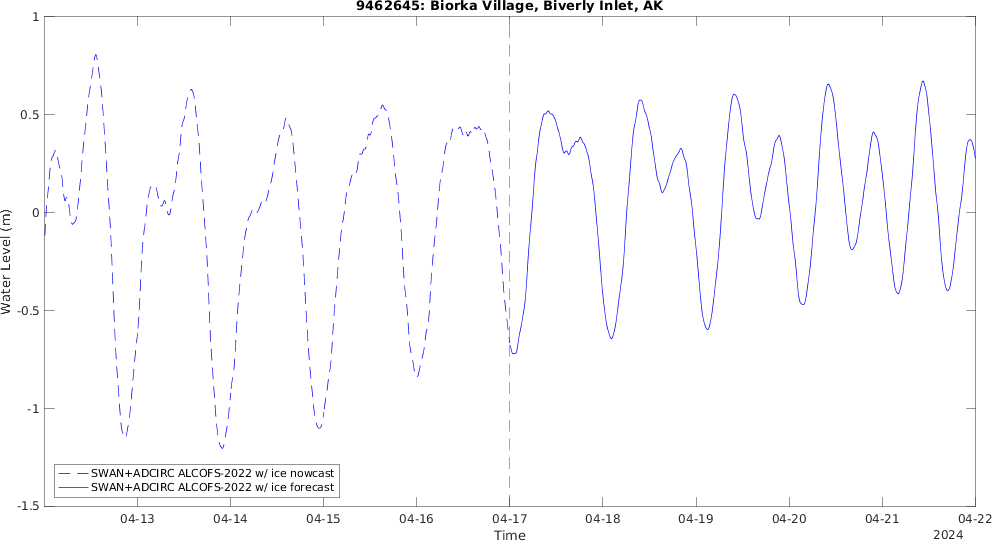 9462645: Biorka Village, Biverly Inlet, AK
Water Level (m)
1
0.5
0
-0.5
-1
-1.5
SWAN+ADCIRC ALCOFS-2022 w/ ice nowcast
SWAN+ADCIRC ALCOFS-2022 w/ ice forecast
04-13 04-14 04-15 04-16 04-17 04-18 04-19 04-20 04-21 04-22
Time
2024